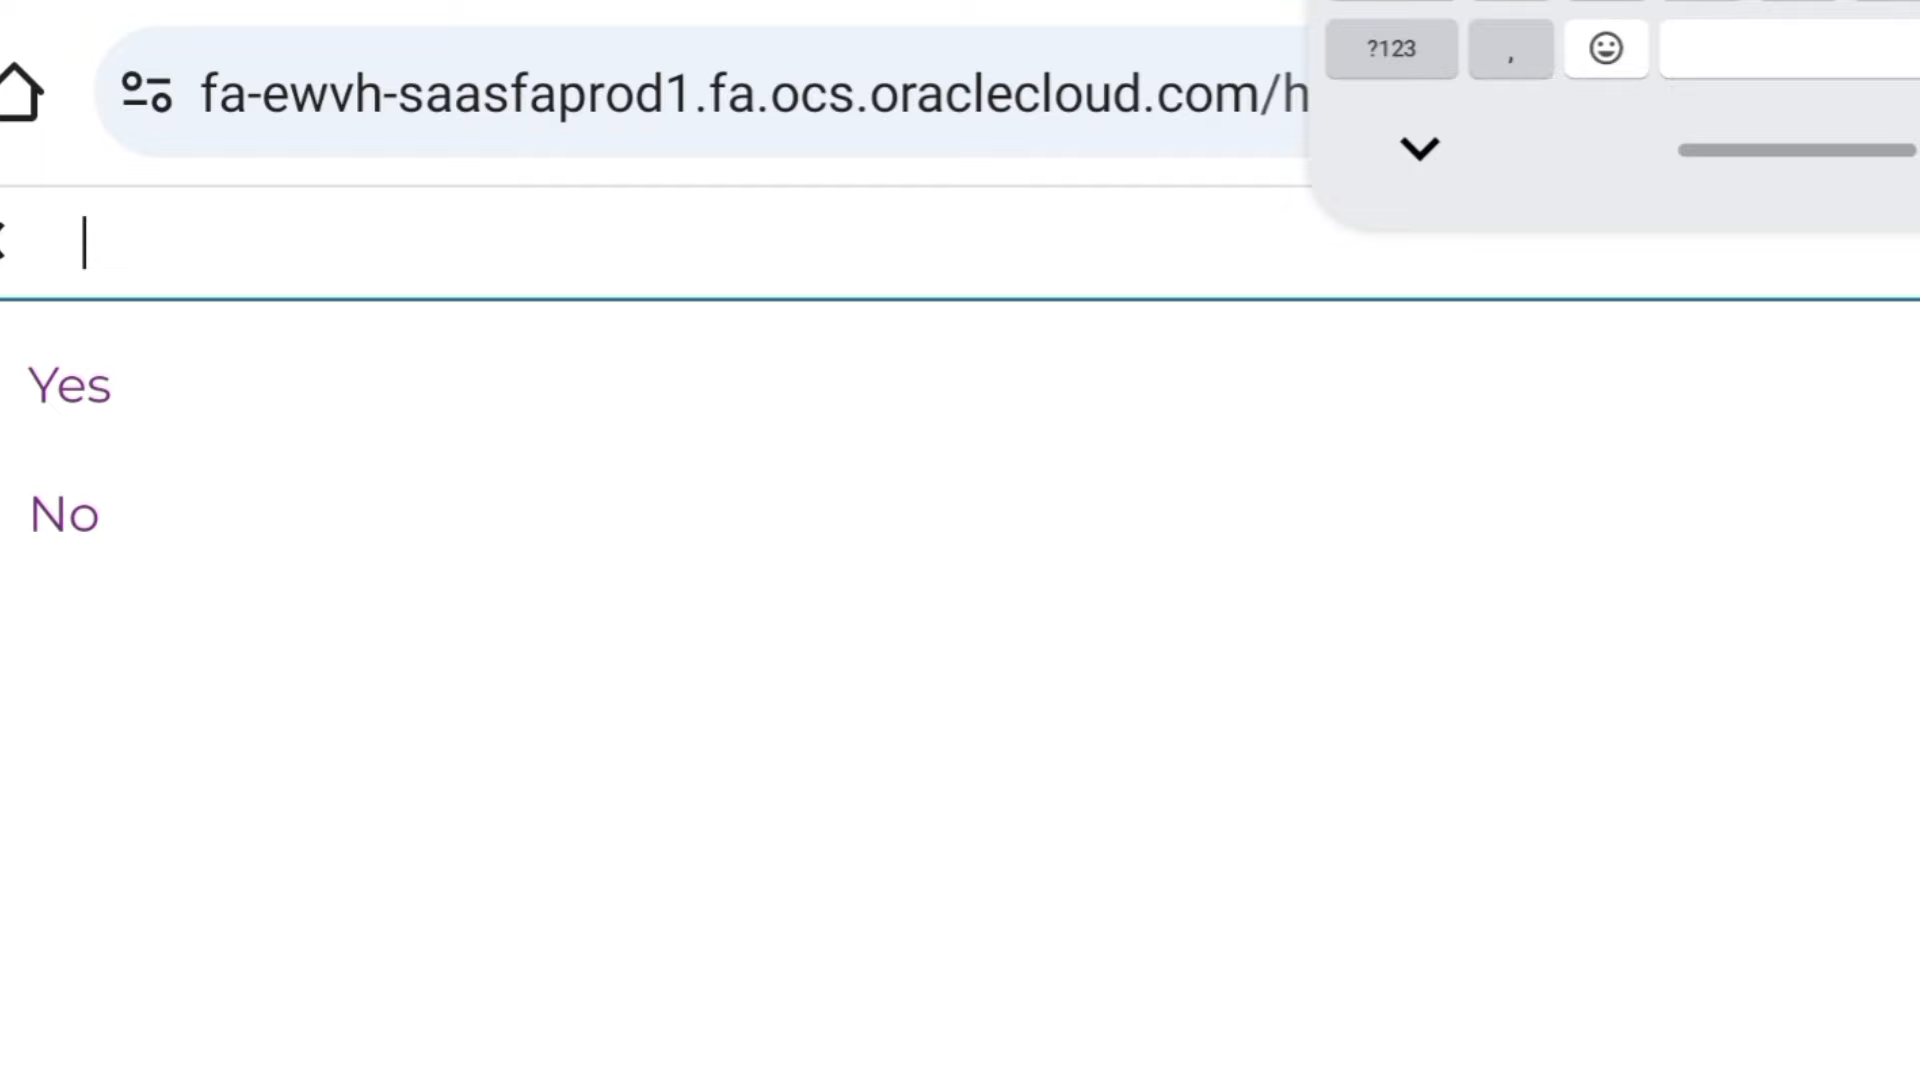 fa-ewvh-saasfaprod1.fa.ocs.oraclecloud.com/h
?123
,
Yes
No